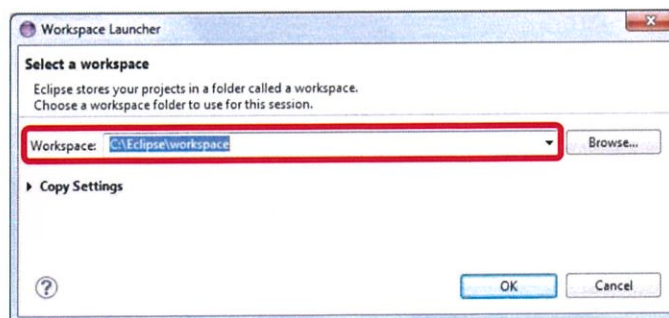 Workspace Launcher
Select a workspace
Eclipse stores your projects in a folder called a workspace.
Choose a workspace folder to use for this session.
Workspace: C:\Eclipse\workspace Browse...
Copy Settings
OK Cancel